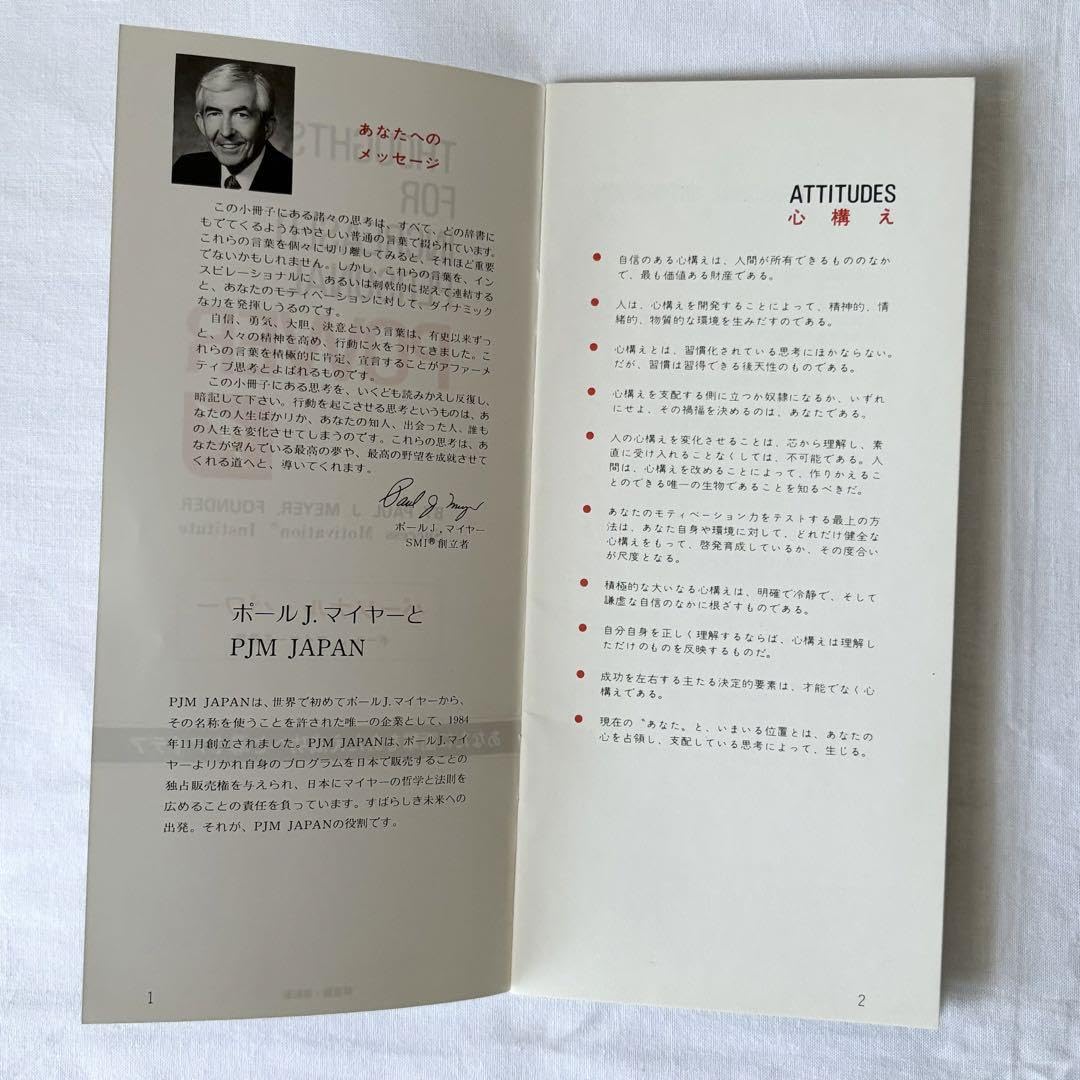 あなたへの
メッセージ
この小冊子にある諸々の思考は、すべて、どの辞書に
もでてくるようなやさしい普通の言葉で綴られています。
これらの言葉を個々に切り離してみると、それほど重要
でないかもしれません。しかし、これらの言葉を、イン
スピレーショナルに、あるいは刺戟的に捉えて連結する
と、あなたのモティベーションに対して、ダイナミック
な力を発揮しうるのです。
自信、勇気、大胆、決意という言葉は、有史以来ずっ
と、人々の精神を高め、行動に火をつけてきました。こ
れらの言葉を積極的に肯定、宣言することがアファーメ
ティブ思考とよばれるものです。
この小冊子にある思考を、いくども読みかえし反復し、
暗記して下さい。行動を起こさせる思考というものは、あ
なたの人生ばかりか、あなたの知人、出会った人、誰も
の人生を変化させてしまうのです。これらの思考は、あ
なたが望んでいる最高の夢や、最高の野望を成就させて
くれる道へと、導いてくれます。
Paul J. Meyer
ポールJ.マイヤー
SMI®創立者
ポールJ.マイヤーと
PJM JAPAN
PJM JAPANは、世界で初めてポールJ.マイヤーから、
その名称を使うことを許された唯一の企業として、1984
年11月創立されました。PJM JAPANは、ポールJ.マイ
ヤーよりかれ自身のプログラムを日本で販売することの
独占販売権を与えられ、日本にマイヤーの哲学と法則を
広めることの責任を負っています。すばらしき未来への
出発。それが、PJM JAPANの役割です。
1
ATTITUDES
心構え
● 自信のある心構えは、人間が所有できるもののなか
で、最も価値ある財産である。
● 人は、心構えを開発することによって、精神的、情
緒的、物質的な環境を生みだすのである。
● 心構えとは、習慣化されている思考にほかならない。
だが、習慣は習得できる後天性のものである。
● 心構えを支配する側に立つか奴隷になるか、いずれ
にせよ、その禍福を決めるのは、あなたである。
● 人の心構えを変化させることは、芯から理解し、素
直に受け入れることなくしては、不可能である。人
間は、心構えを改めることによって、作りかえるこ
とのできる唯一の生物であることを知るべきだ。
● あなたのモティベーション力をテストする最上の方
法は、あなた自身や環境に対して、どれだけ健全な
心構えをもって、啓発育成しているか、その度合い
が尺度となる。
● 積極的な大いなる心構えは、明確で冷静で、そして
謙虚な自信のなかに根ざすものである。
● 自分自身を正しく理解するならば、心構えは理解し
ただけのものを反映するものだ。
● 成功を左右する主たる決定的要素は、才能でなく心
構えである。
● 現在の〝あなた〟と、いまいる位置とは、あなたの
心を占領し、支配している思考によって、生じる。
2